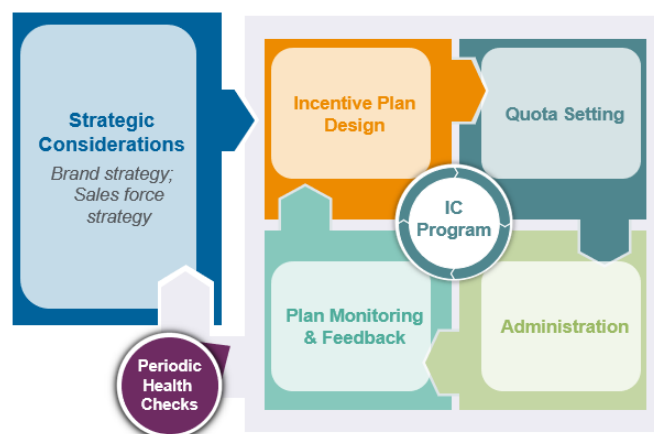 Strategic
Considerations
Brand strategy;
Sales force
strategy
Incentive Plan
Design
Quota Setting
IC
Program
Plan Monitoring
& Feedback
Administration
Periodic
Health
Checks